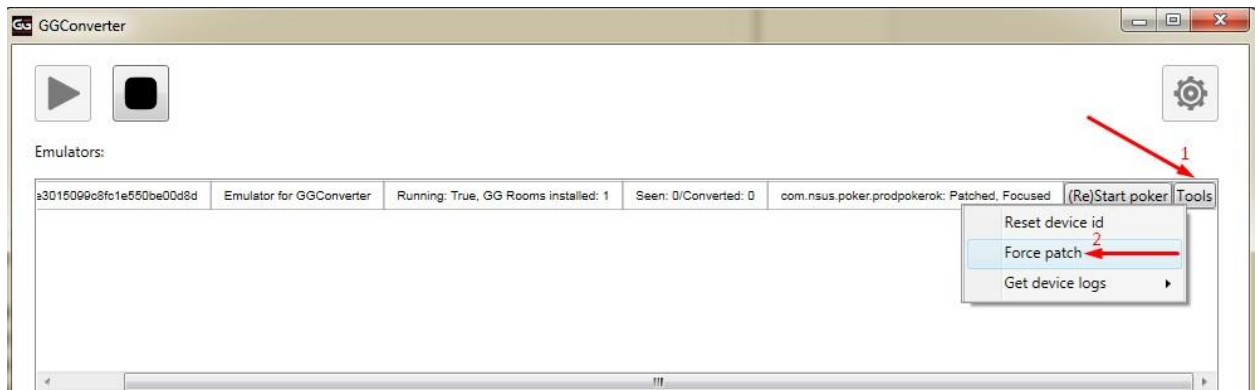 GG GGConverter
1
Emulators:
e3015099c8fc1e550be00d8d Emulator for GGConverter Running: True, GG Rooms installed: 1 Seen: 0/Converted: 0 com.nsus.poker.prodpokerok: Patched, Focused (Re)Start poker Tools
Reset device id
2
Force patch
Get device logs